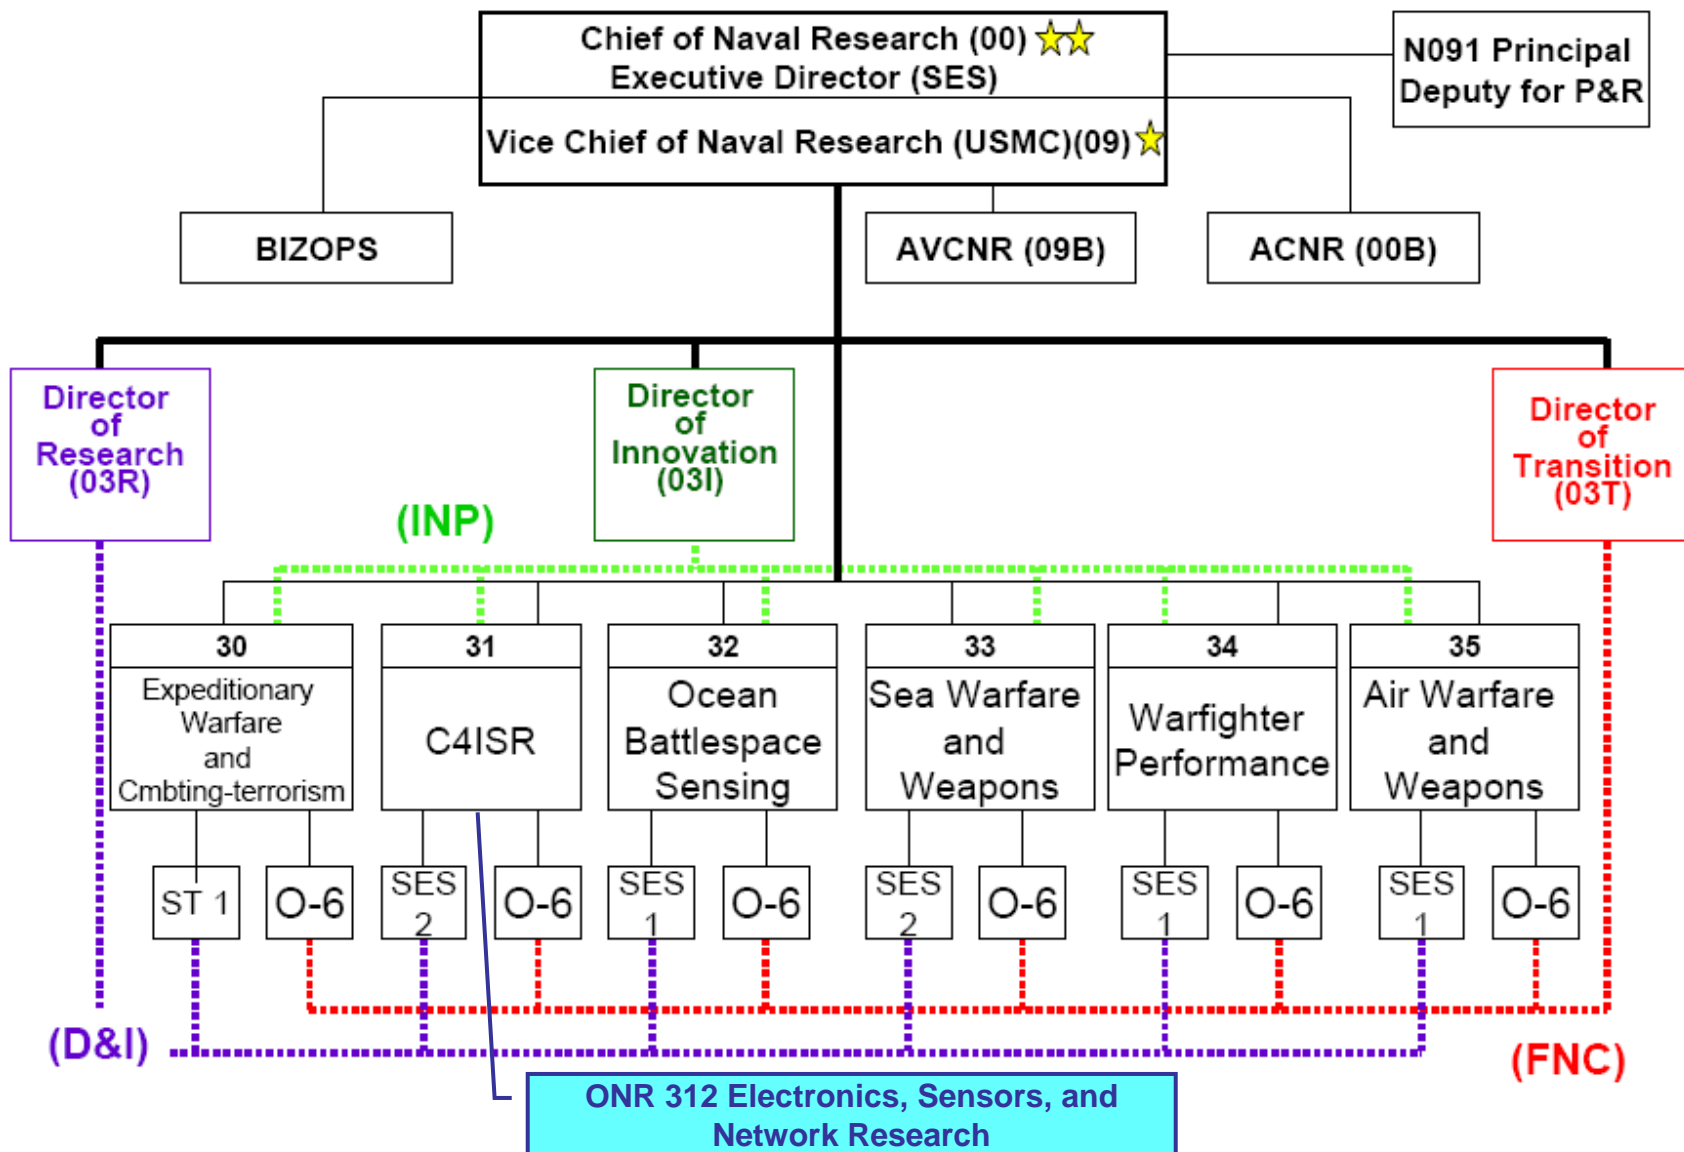 Chief of Naval Research (00)
Executive Director (SES)
Vice Chief of Naval Research (USMC)(09)
N091 Principal
Deputy for P&R
BIZOPS
AVCNR (09B)
ACNR (00B)
Director
of
Research
(03R)
Director
of
Innovation
(03I)
Director
of
Transition
(03T)
(INP)
30
Expeditionary
Warfare
and
Cmbting-terrorism
31
C4ISR
32
Ocean
Battlespace
Sensing
33
Sea Warfare
and
Weapons
34
Warfighter
Performance
35
Air Warfare
and
Weapons
ST 1
O-6
SES
2
O-6
SES
1
O-6
SES
2
O-6
SES
1
O-6
SES
1
O-6
(D&I)
(FNC)
ONR 312 Electronics, Sensors, and
Network Research